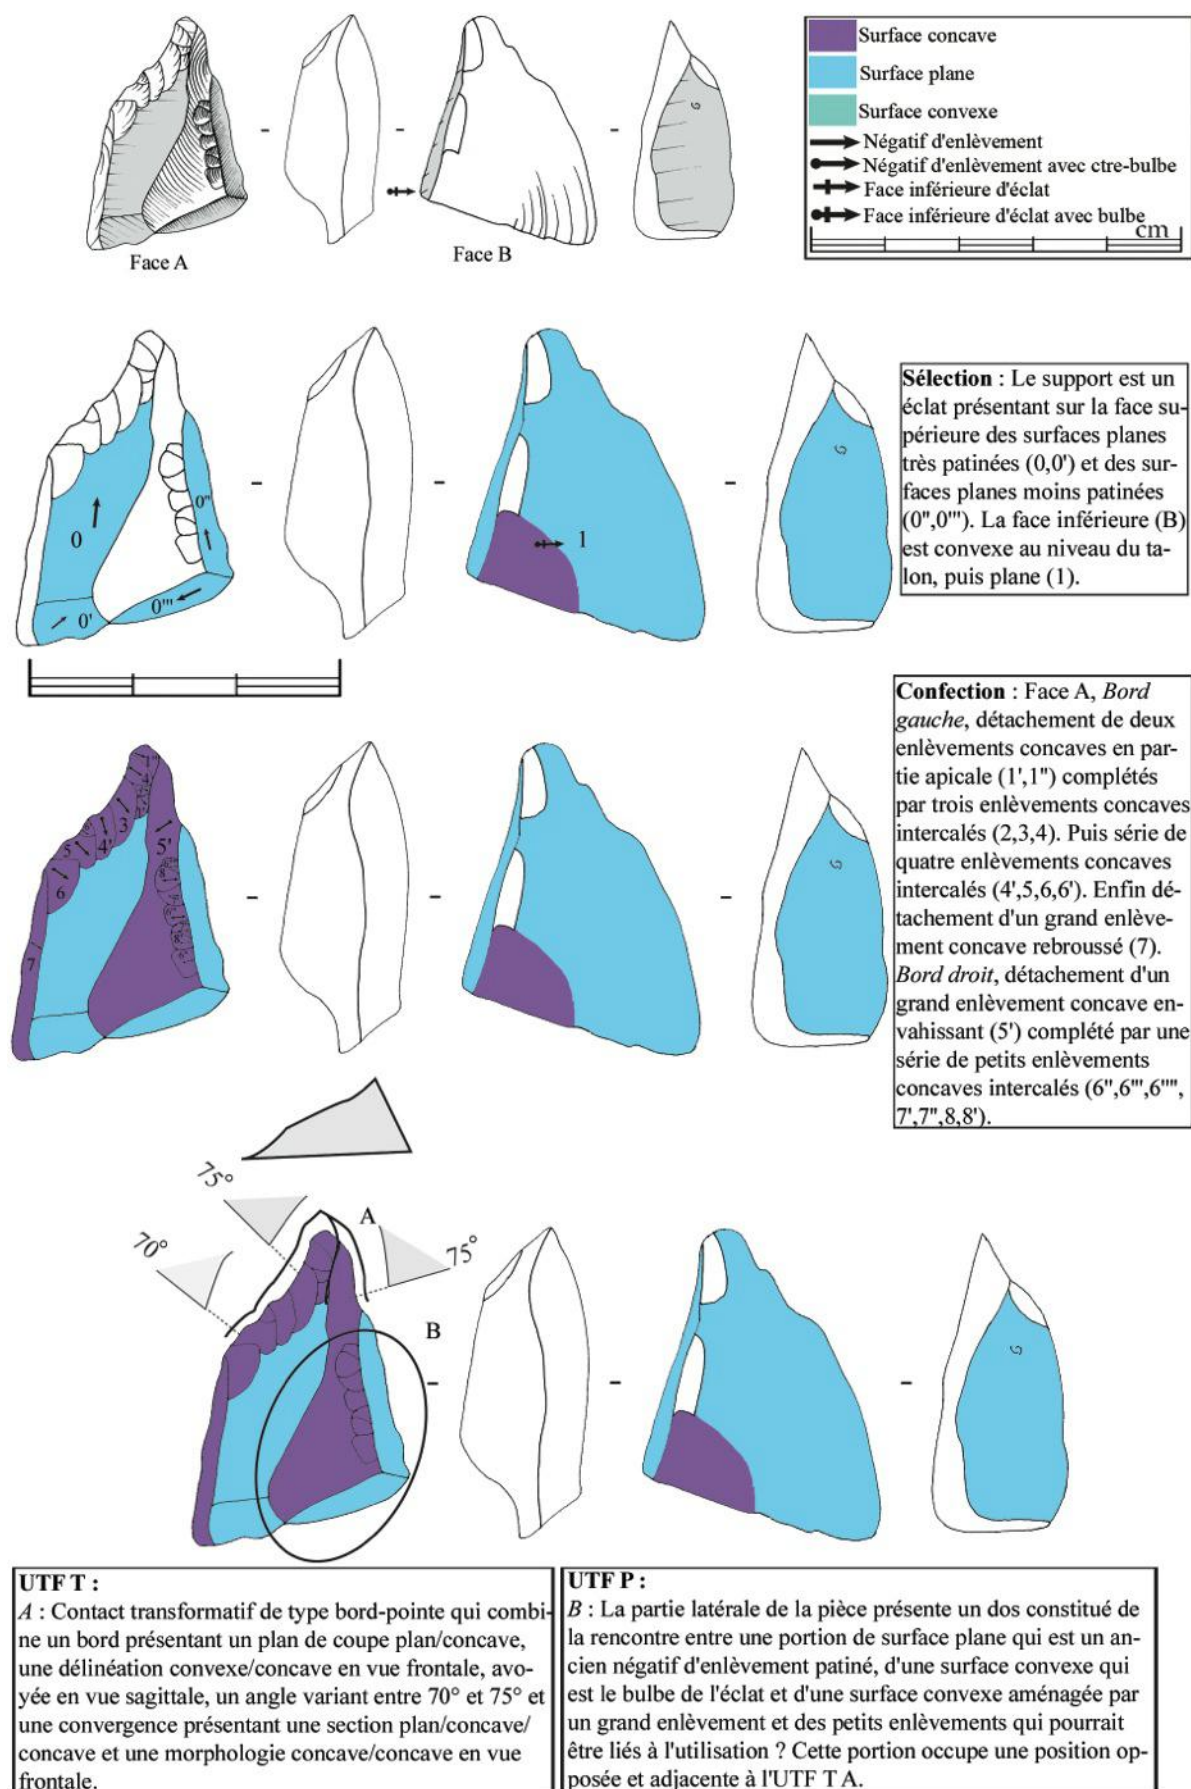 Surface concave
Surface plane
Surface convexe
Négatif d'enlèvement
Négatif d'enlèvement avec ctre-bulbe
Face inférieure d'éclat
Face inférieure d'éclat avec bulbe
cm
Face A
Face B
G
Sélection : Le support est un
éclat présentant sur la face su-
périeure des surfaces planes
très patinées (0,0') et des sur-
faces planes moins patinées
(0'',0'''). La face inférieure (B)
est convexe au niveau du ta-
lon, puis plane (1).
0
0'
0''
0'''
1
G
Confection : Face A, Bord
gauche, détachement de deux
enlèvements concaves en par-
tie apicale (1',1'') complétés
par trois enlèvements concaves
intercalés (2,3,4). Puis série de
quatre enlèvements concaves
intercalés (4',5,6,6'). Enfin dé-
tachement d'un grand enlève-
ment concave rebroussé (7).
Bord droit, détachement d'un
grand enlèvement concave en-
vahissant (5') complété par une
série de petits enlèvements
concaves intercalés (6'',6''',6'''',
7',7'',8,8').
1''
4
3
4'
5
5'
6
7
8
G
75°
70°
A
75°
B
G
UTF T :
A : Contact transformatif de type bord-pointe qui combi-
ne un bord présentant un plan de coupe plan/concave,
une délinéation convexe/concave en vue frontale, avo-
yée en vue sagittale, un angle variant entre 70° et 75° et
une convergence présentant une section plan/concave/
concave et une morphologie concave/concave en vue
frontale.
UTF P :
B : La partie latérale de la pièce présente un dos constitué de
la rencontre entre une portion de surface plane qui est un an-
cien négatif d'enlèvement patiné, d'une surface convexe qui
est le bulbe de l'éclat et d'une surface convexe aménagée par
un grand enlèvement et des petits enlèvements qui pourrait
être liés à l'utilisation ? Cette portion occupe une position op-
posée et adjacente à l'UTF T A.